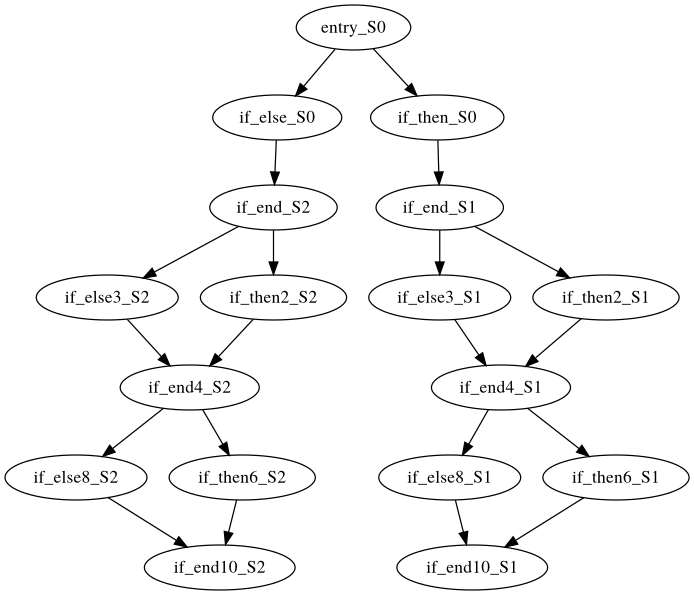 entry_S0
if_else_S0
if_then_S0
if_end_S2
if_end_S1
if_else3_S2
if_then2_S2
if_else3_S1
if_then2_S1
if_end4_S2
if_end4_S1
if_else8_S2
if_then6_S2
if_else8_S1
if_then6_S1
if_end10_S2
if_end10_S1